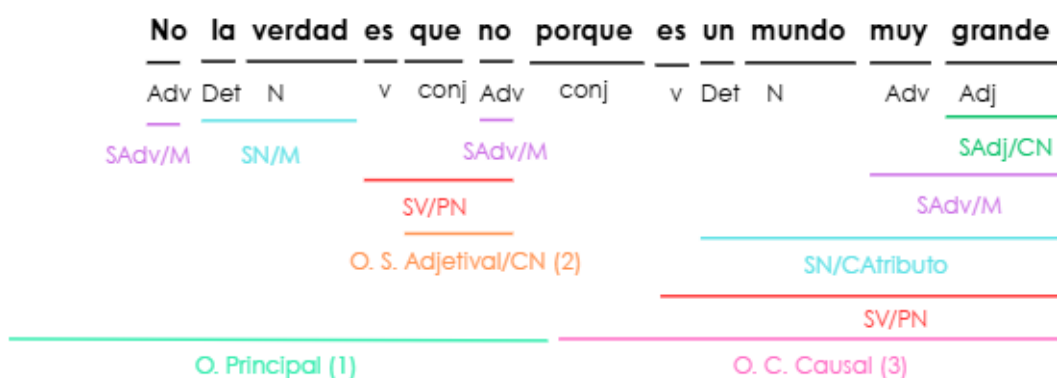 No la verdad es que no porque es un mundo muy grande
Adv Det N v conj Adv conj v Det N Adv Adj
SAdv/M SN/M SAdv/M SAdj/CN
SV/PN SAdv/M
O. S. Adjetival/CN (2) SN/CAtributo
SV/PN
O. Principal (1) O. C. Causal (3)